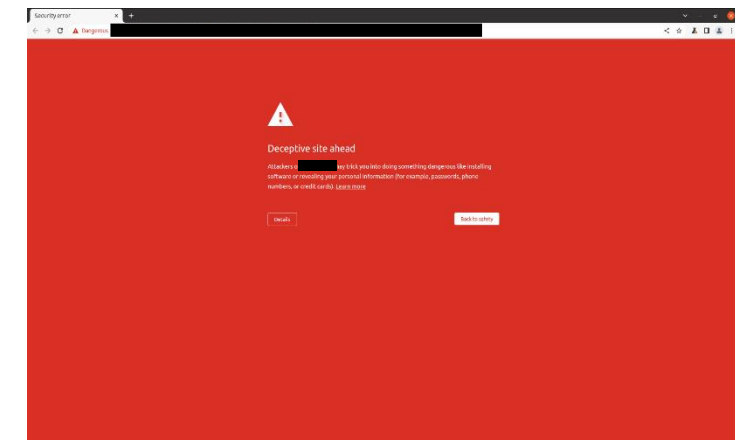 Security error
Dangerous
Deceptive site ahead
Attackers o ay trick you into doing something dangerous like installing
software or revealing your personal information (for example, passwords, phone
numbers, or credit cards). Learn more
Details
Back to safety